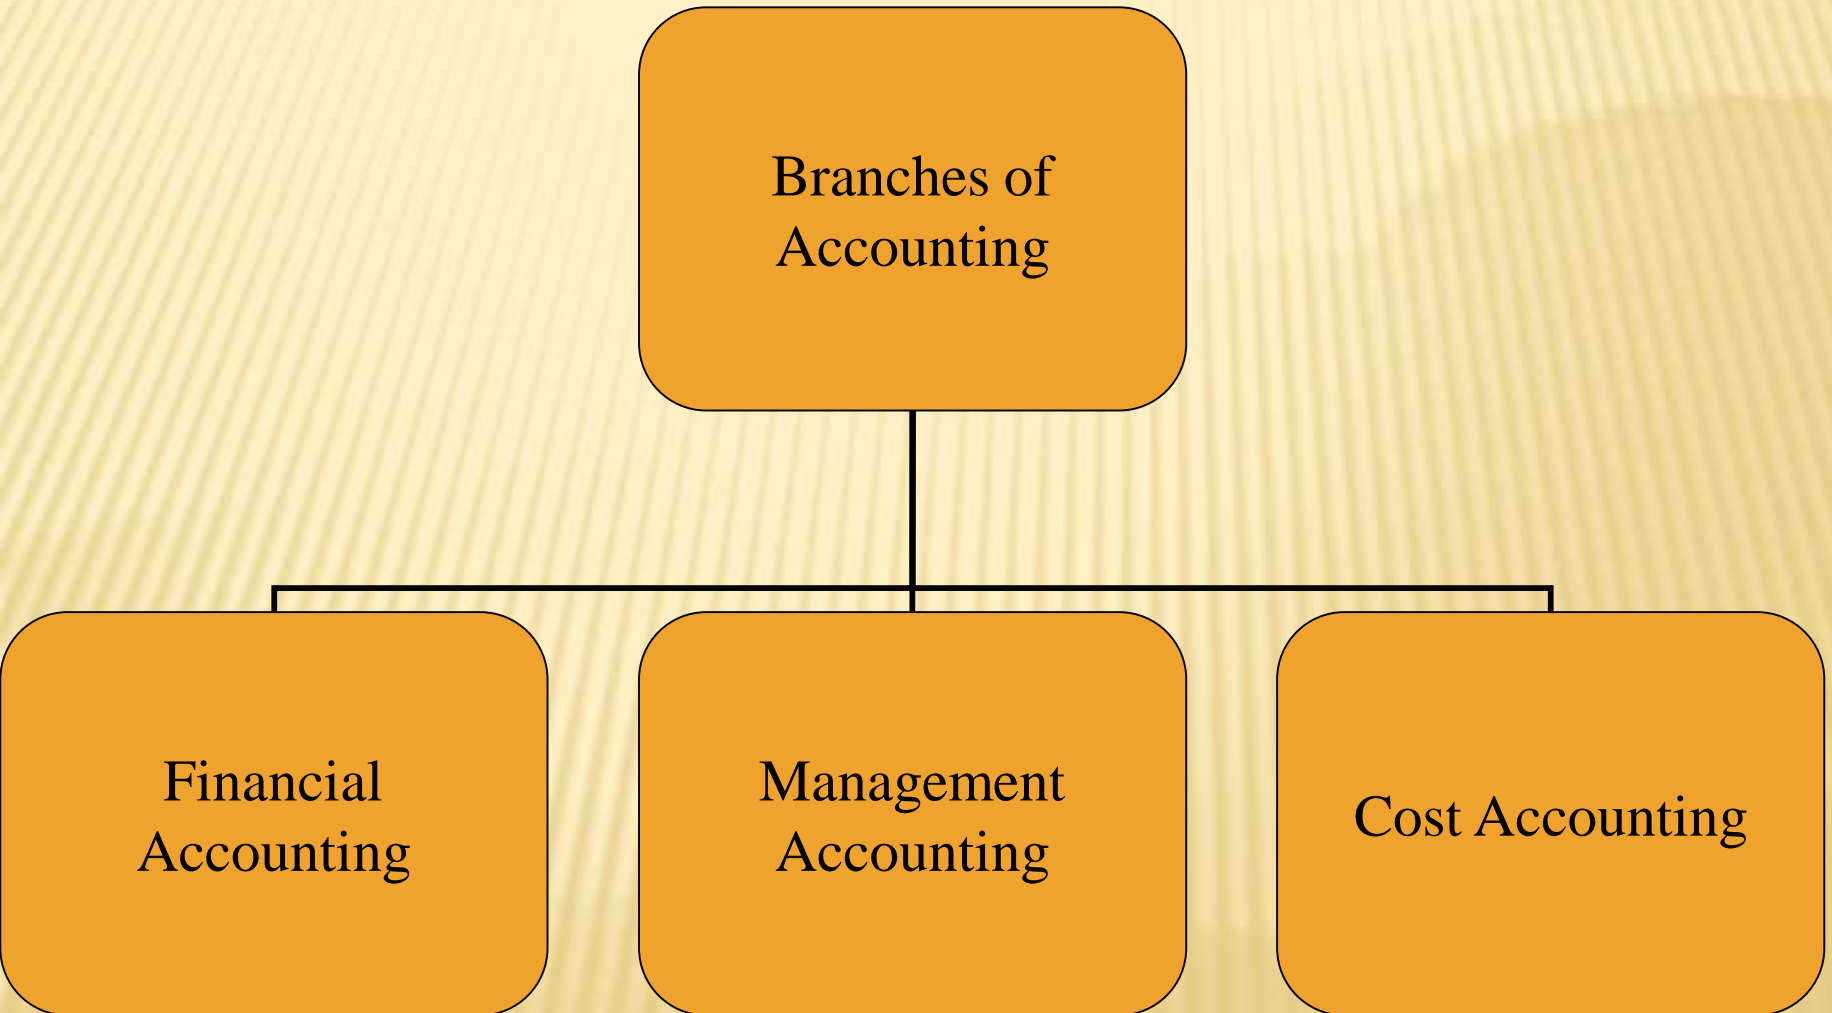 Branches of
Accounting
Financial
Accounting
Management
Accounting
Cost Accounting